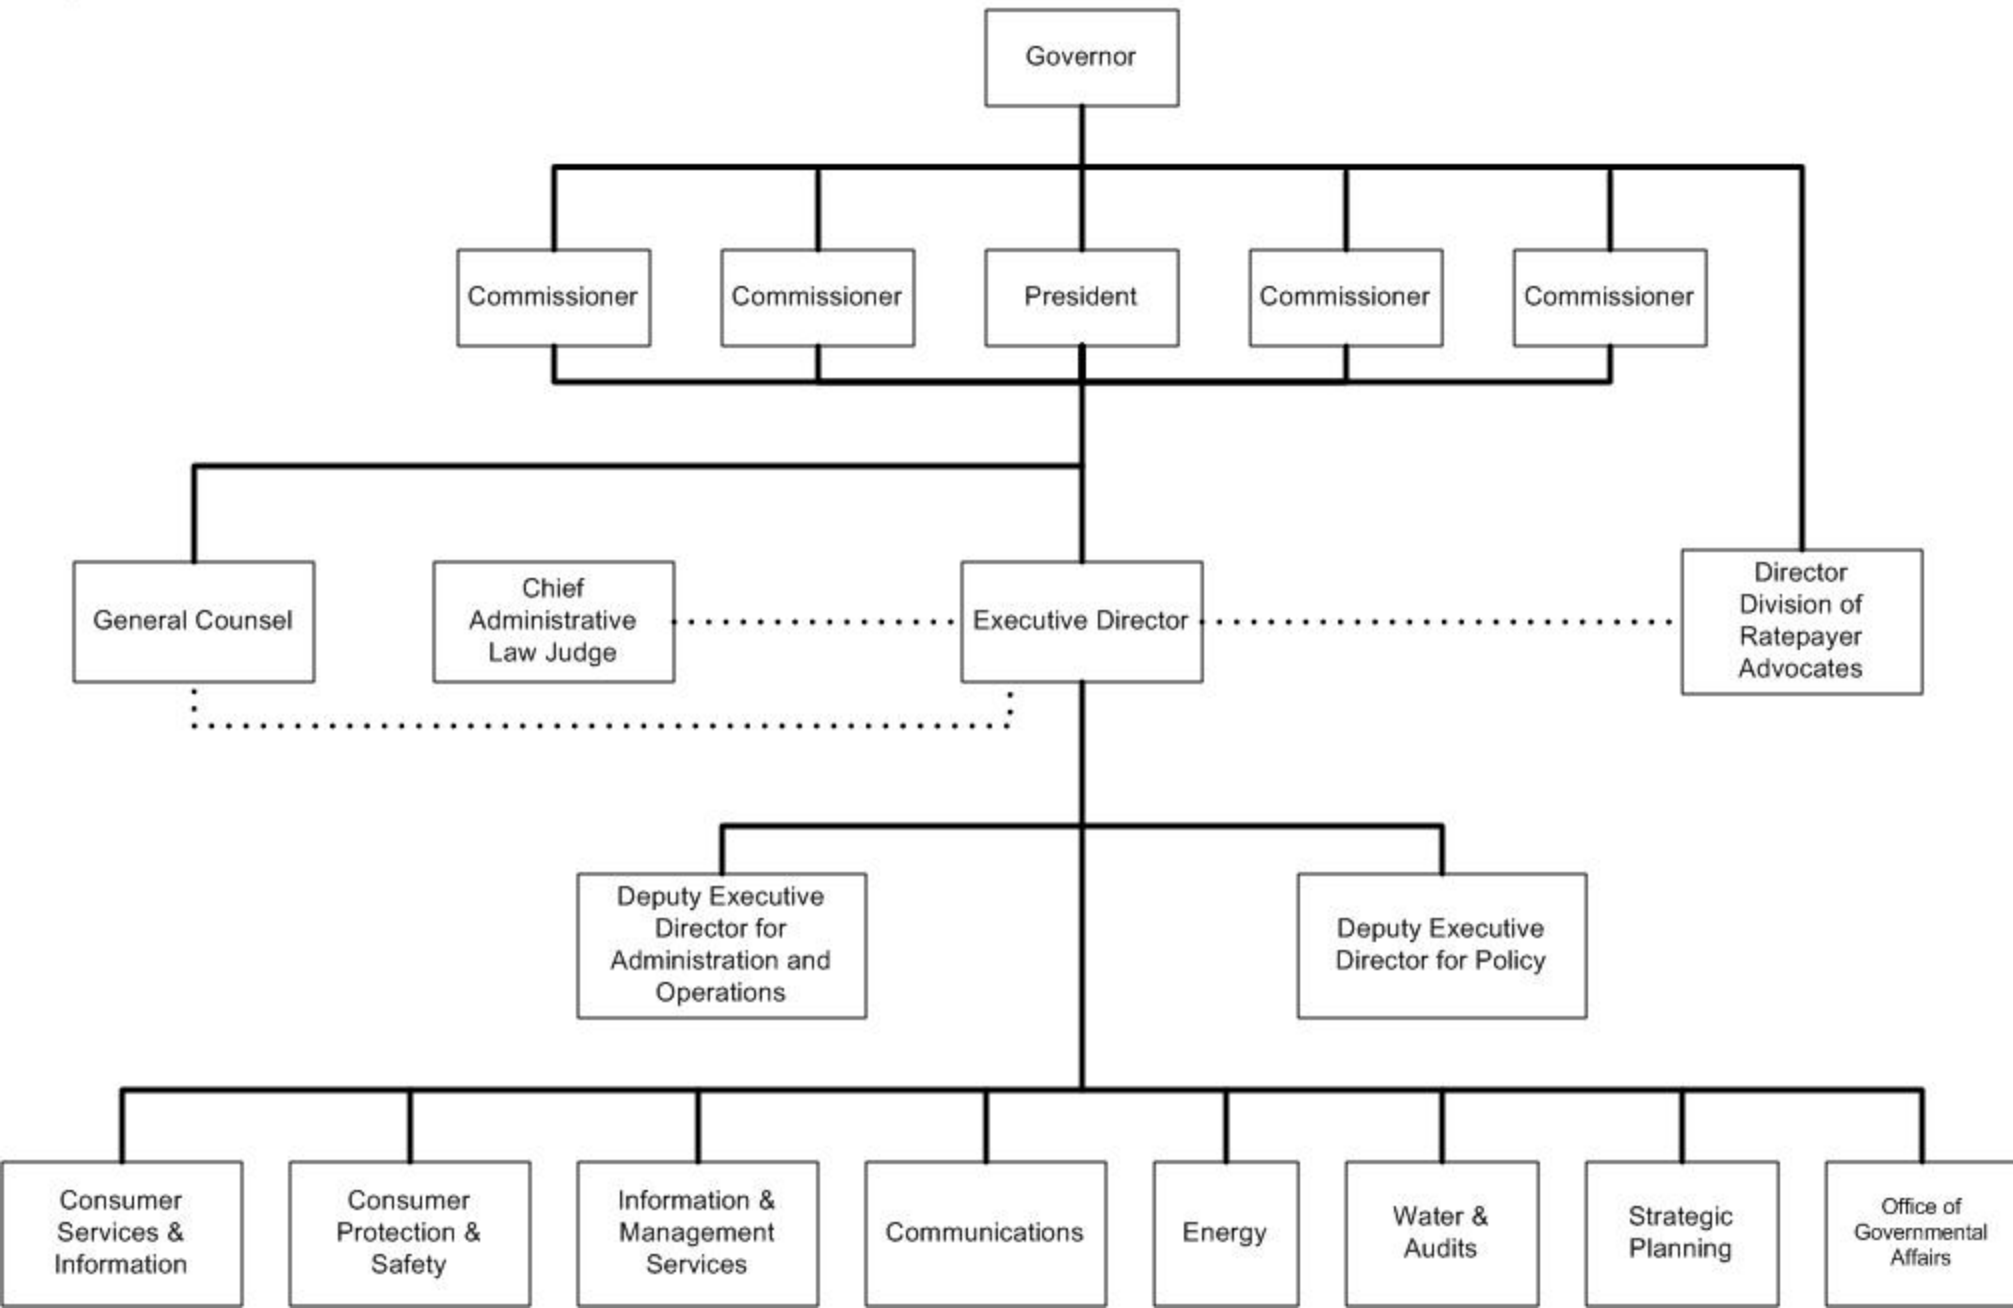 Governor
Commissioner
Commissioner
President
Commissioner
Commissioner
General Counsel
Chief
Administrative
Law Judge
Executive Director
Director
Division of
Ratepayer
Advocates
Deputy Executive
Director for
Administration and
Operations
Deputy Executive
Director for Policy
Consumer
Services &
Information
Consumer
Protection &
Safety
Information &
Management
Services
Communications
Energy
Water &
Audits
Strategic
Planning
Office of
Governmental
Affairs